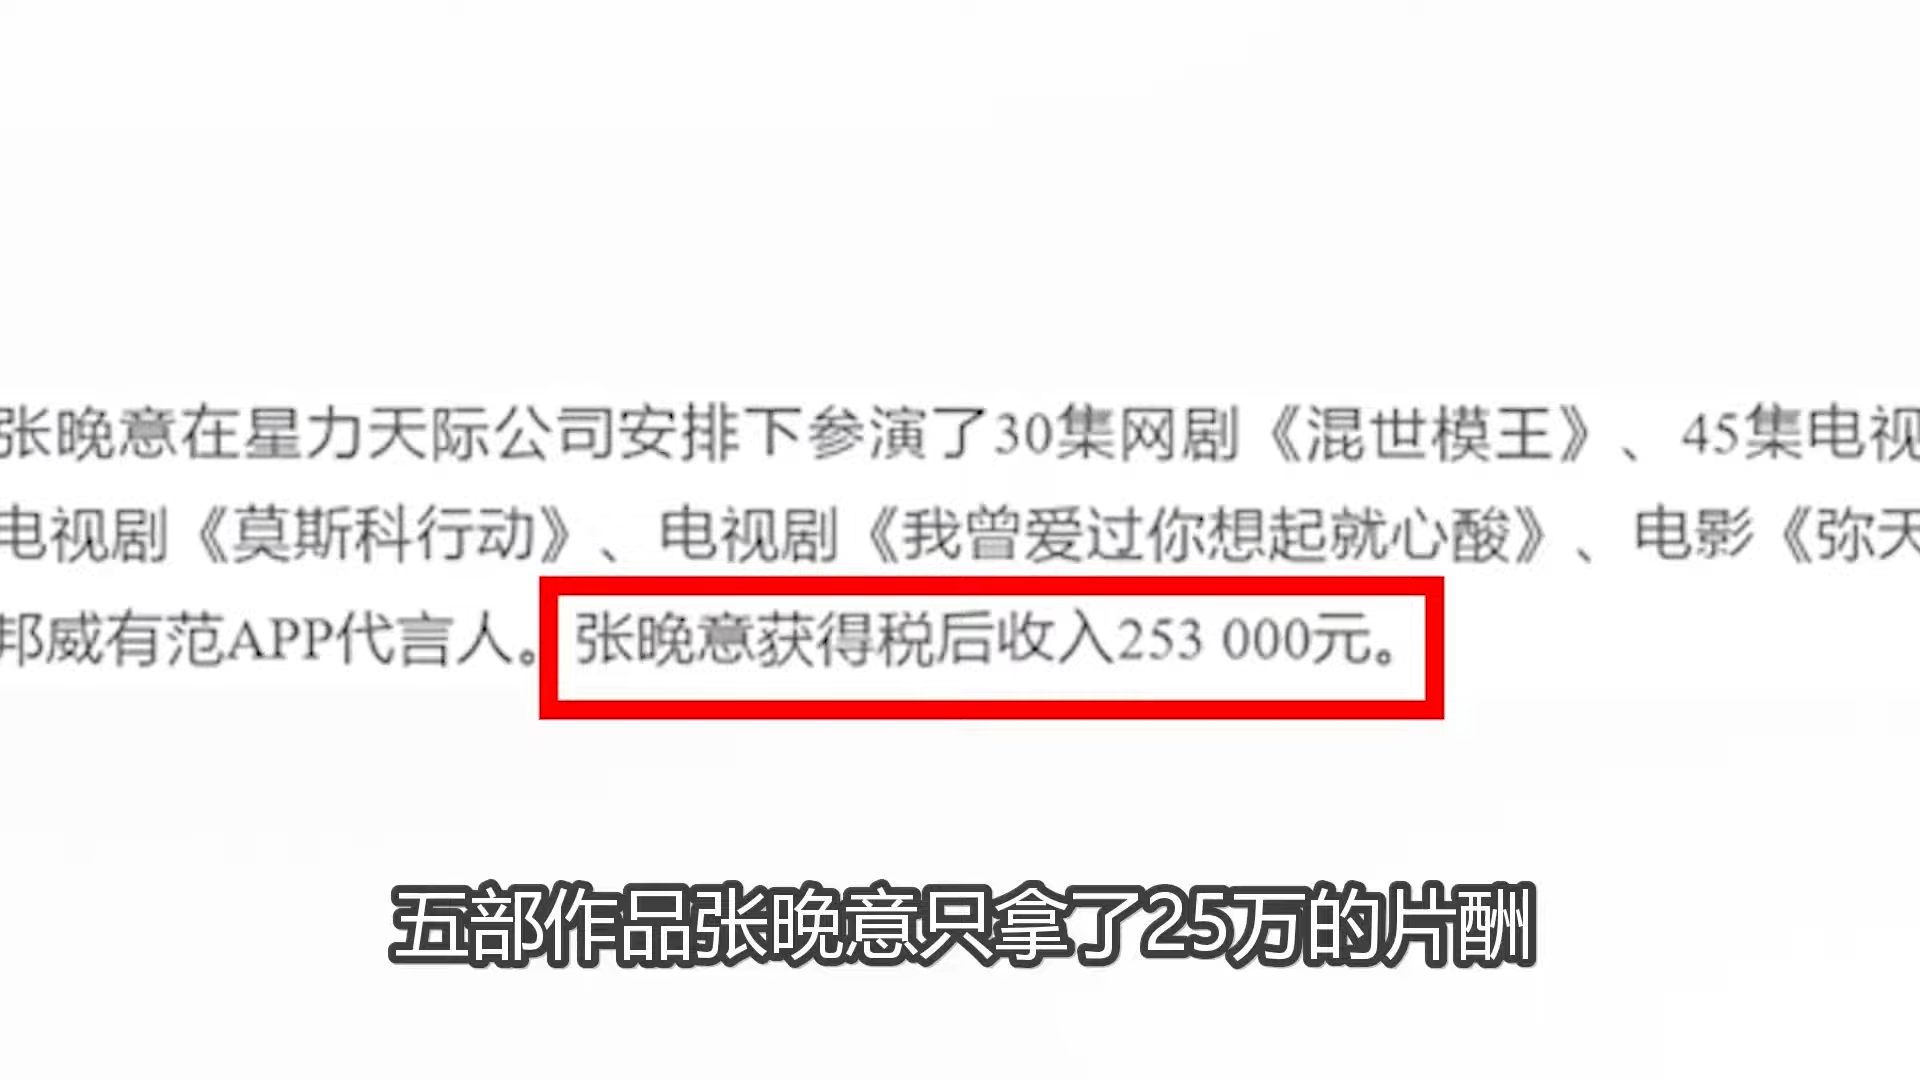 张晚意在星力天际公司安排下参演了30集网剧《混世模王》、45集电视
电视剧《莫斯科行动》、电视剧《我曾爱过你想起就心酸》、电影《弥天
邦威有范APP代言人。张晚意获得税后收入253 000元。
五部作品张晚意只拿了25万的片酬